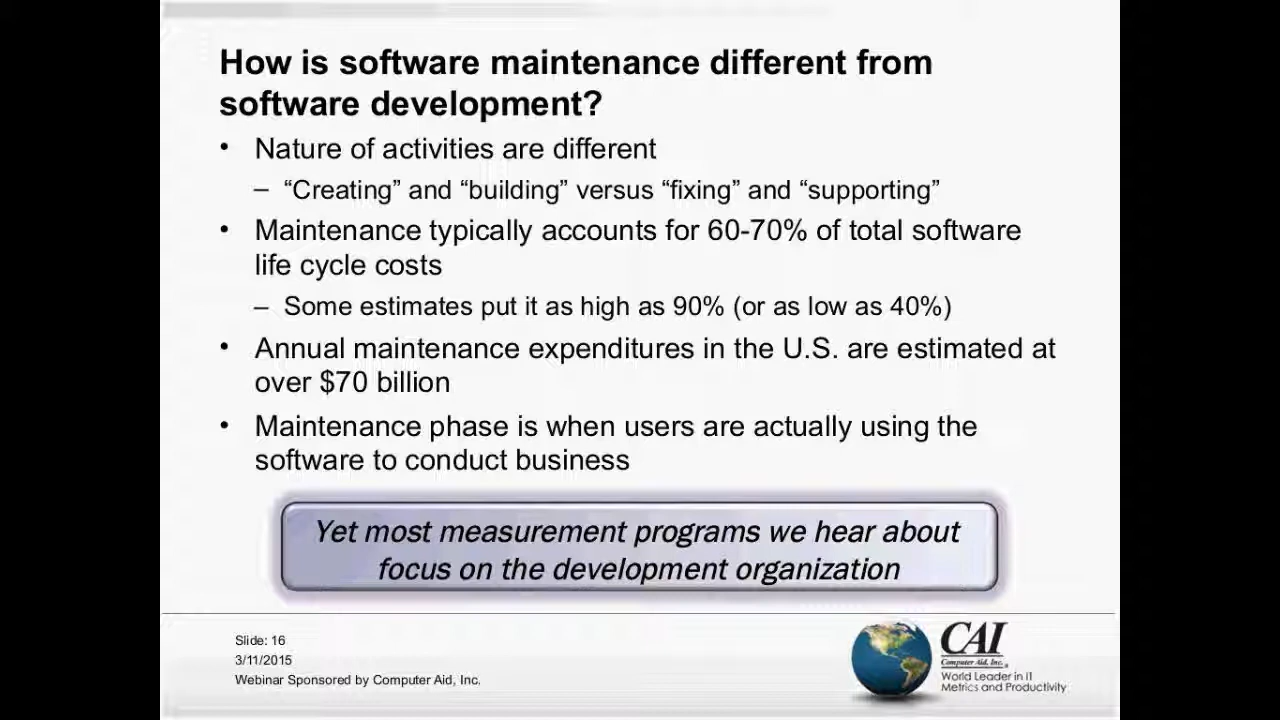 How is software maintenance different from
software development?
• Nature of activities are different
– “Creating” and “building” versus “fixing” and “supporting”
• Maintenance typically accounts for 60-70% of total software
life cycle costs
– Some estimates put it as high as 90% (or as low as 40%)
• Annual maintenance expenditures in the U.S. are estimated at
over $70 billion
• Maintenance phase is when users are actually using the
software to conduct business
Yet most measurement programs we hear about
focus on the development organization
Slide: 16
3/11/2015
Webinar Sponsored by Computer Aid, Inc.
CAI
Computer Aid, Inc.
World Leader in IT
Metrics and Productivity